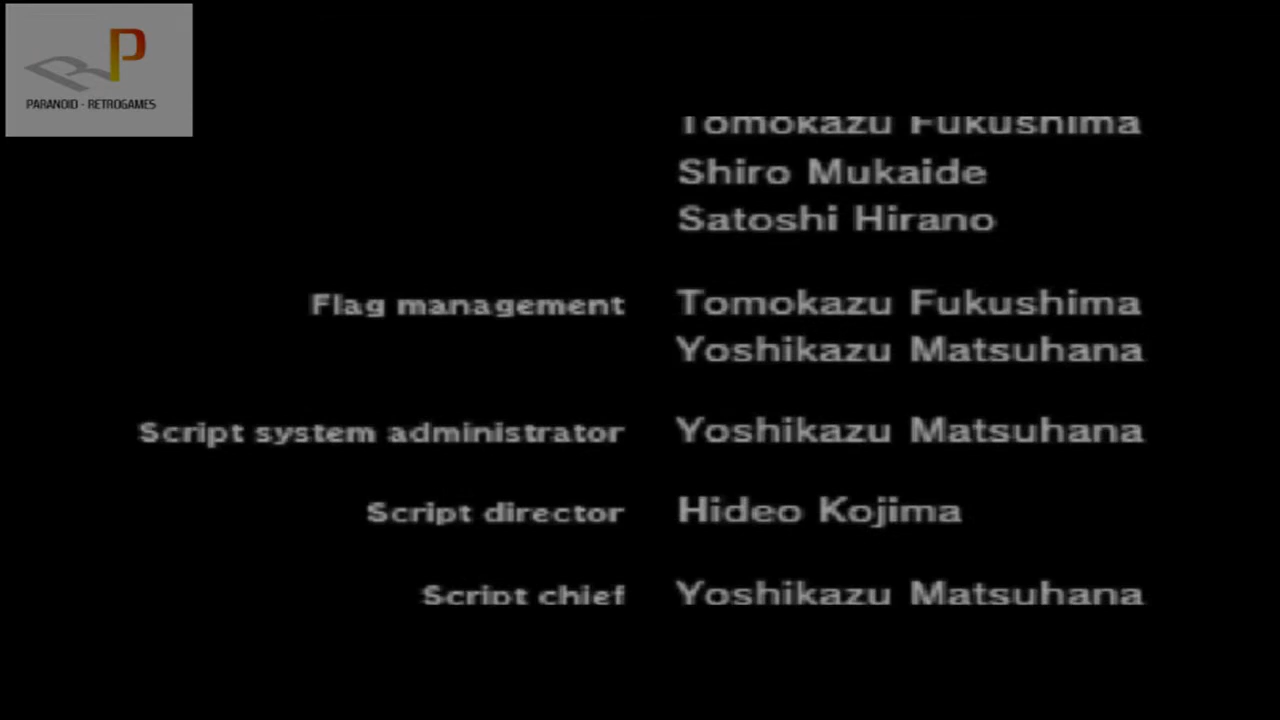 P
PARANOID - RETROGAMES
Tomokazu Fukushima
Shiro Mukaide
Satoshi Hirano
Flag management Tomokazu Fukushima
Yoshikazu Matsuhana
Script system administrator Yoshikazu Matsuhana
Script director Hideo Kojima
Script chief Yoshikazu Matsuhana